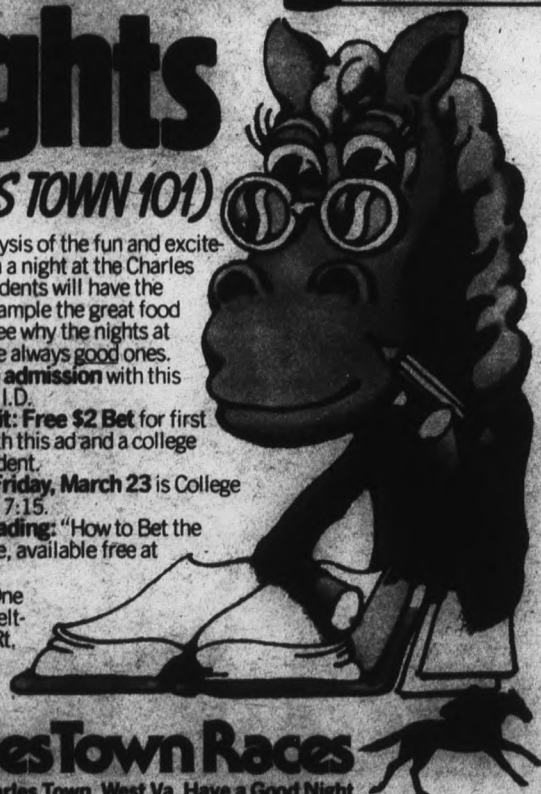 ghts
S TOWN 101)
ysis of the fun and excite-
a night at the Charles
dents will have the
ample the great food
ee why the nights at
e always good ones.
admission with this
I.D.
it: Free $2 Bet for first
th this ad and a college
dent.
Friday, March 23 is College
7:15.
ading: "How to Bet the
e, available free at
One
elt-
Rt.
esTown Races
arles Town, West Va. Have a Good Night